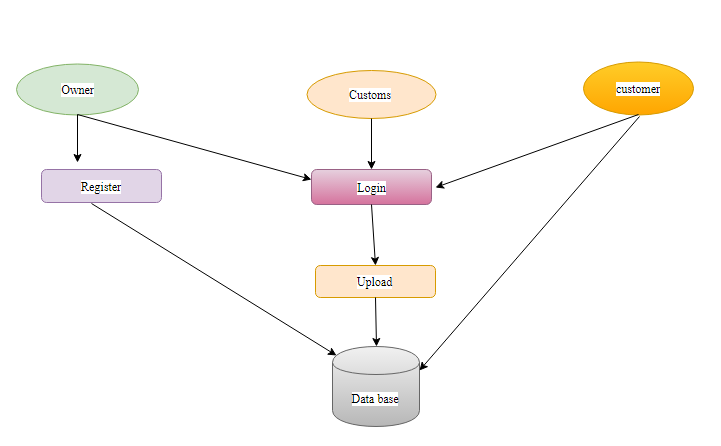 Owner
Customs
customer
Register
Login
Upload
Data base